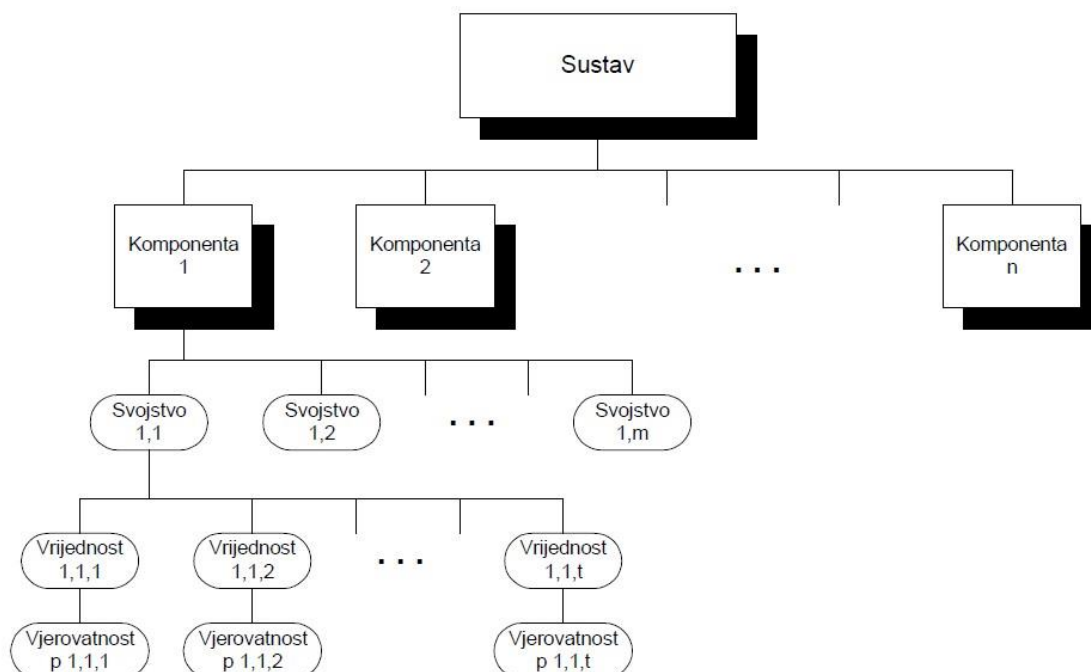 Sustav
Komponenta
1
Komponenta
2
. . .
Komponenta
n
Svojstvo
1,1
Svojstvo
1,2
. . .
Svojstvo
1,m
Vrijednost
1,1,1
Vrijednost
1,1,2
. . .
Vrijednost
1,1,t
Vjerovatnost
p 1,1,1
Vjerovatnost
p 1,1,2
Vjerovatnost
p 1,1,t